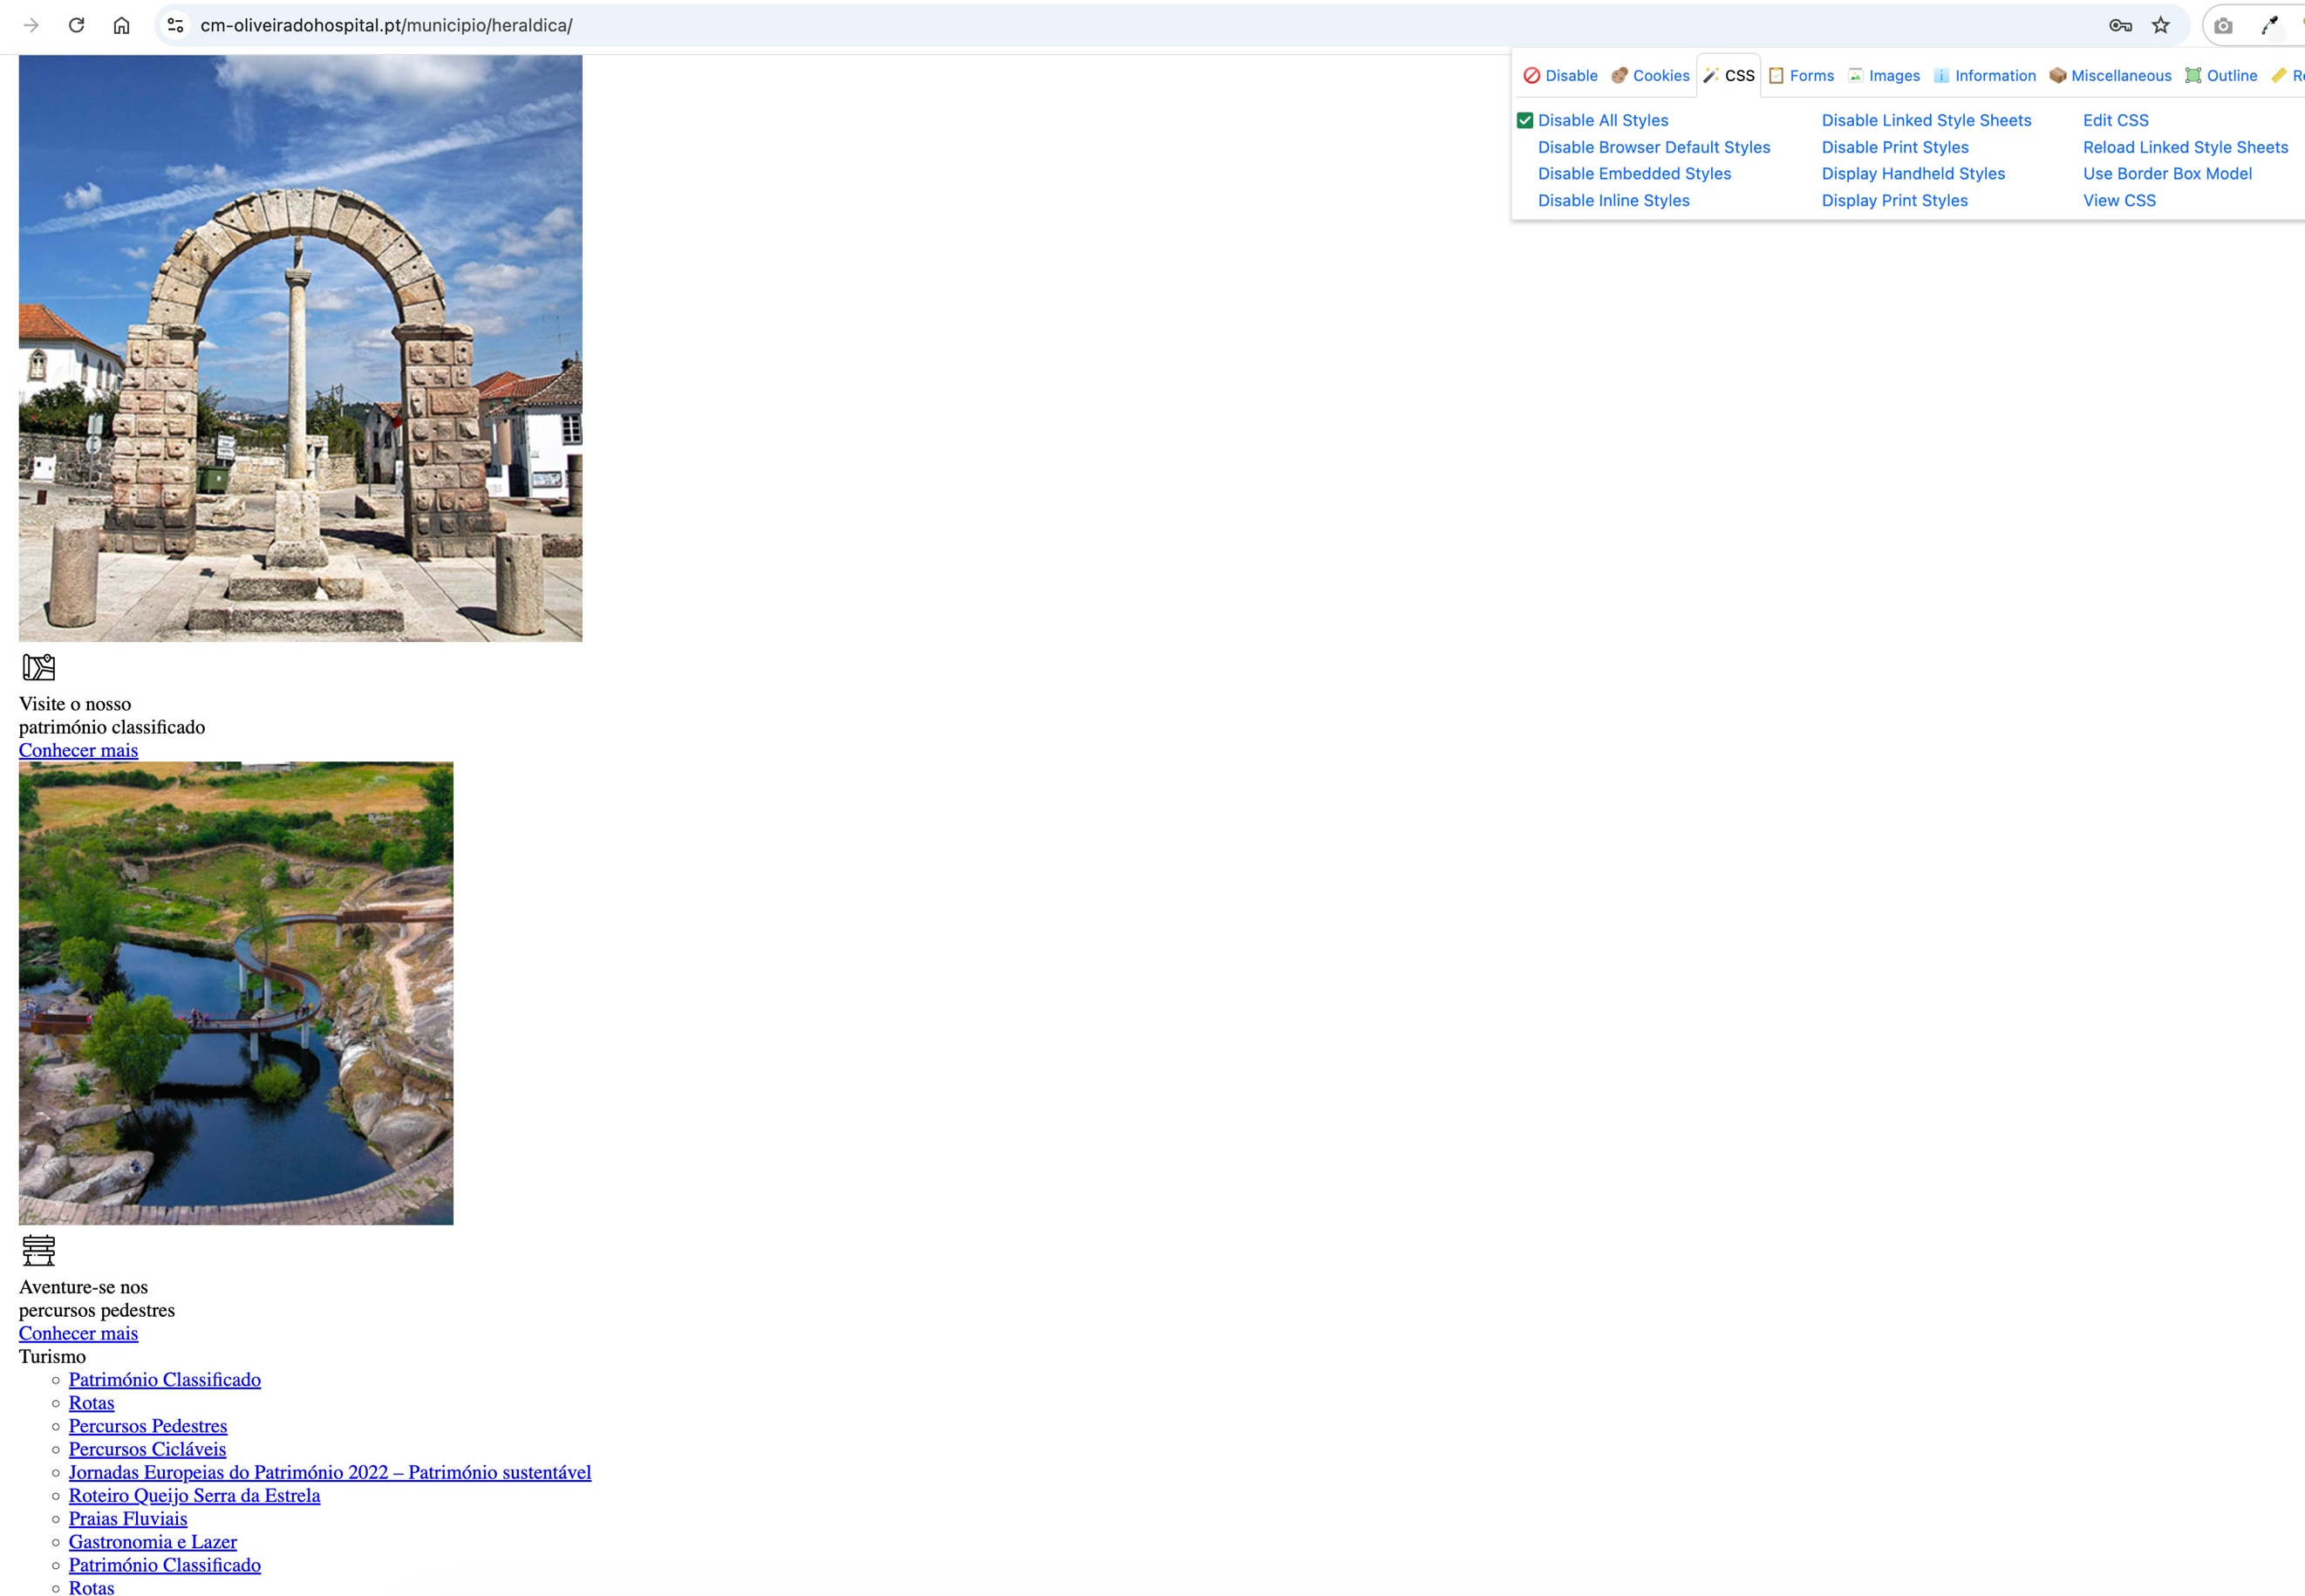 cm-oliveiradohospital.pt/municipio/heraldica/
Disable Cookies CSS Forms Images Information Miscellaneous Outline
Disable All Styles Disable Linked Style Sheets Edit CSS
Disable Browser Default Styles Disable Print Styles Reload Linked Style Sheets
Disable Embedded Styles Display Handheld Styles Use Border Box Model
Disable Inline Styles Display Print Styles View CSS
Visite o nosso
património classificado
Conhecer mais
Aventure-se nos
percursos pedestres
Conhecer mais
Turismo
Património Classificado
Rotas
Percursos Pedestres
Percursos Cicláveis
Jornadas Europeias do Património 2022 – Património sustentável
Roteiro Queijo Serra da Estrela
Praias Fluviais
Gastronomia e Lazer
Património Classificado
Rotas